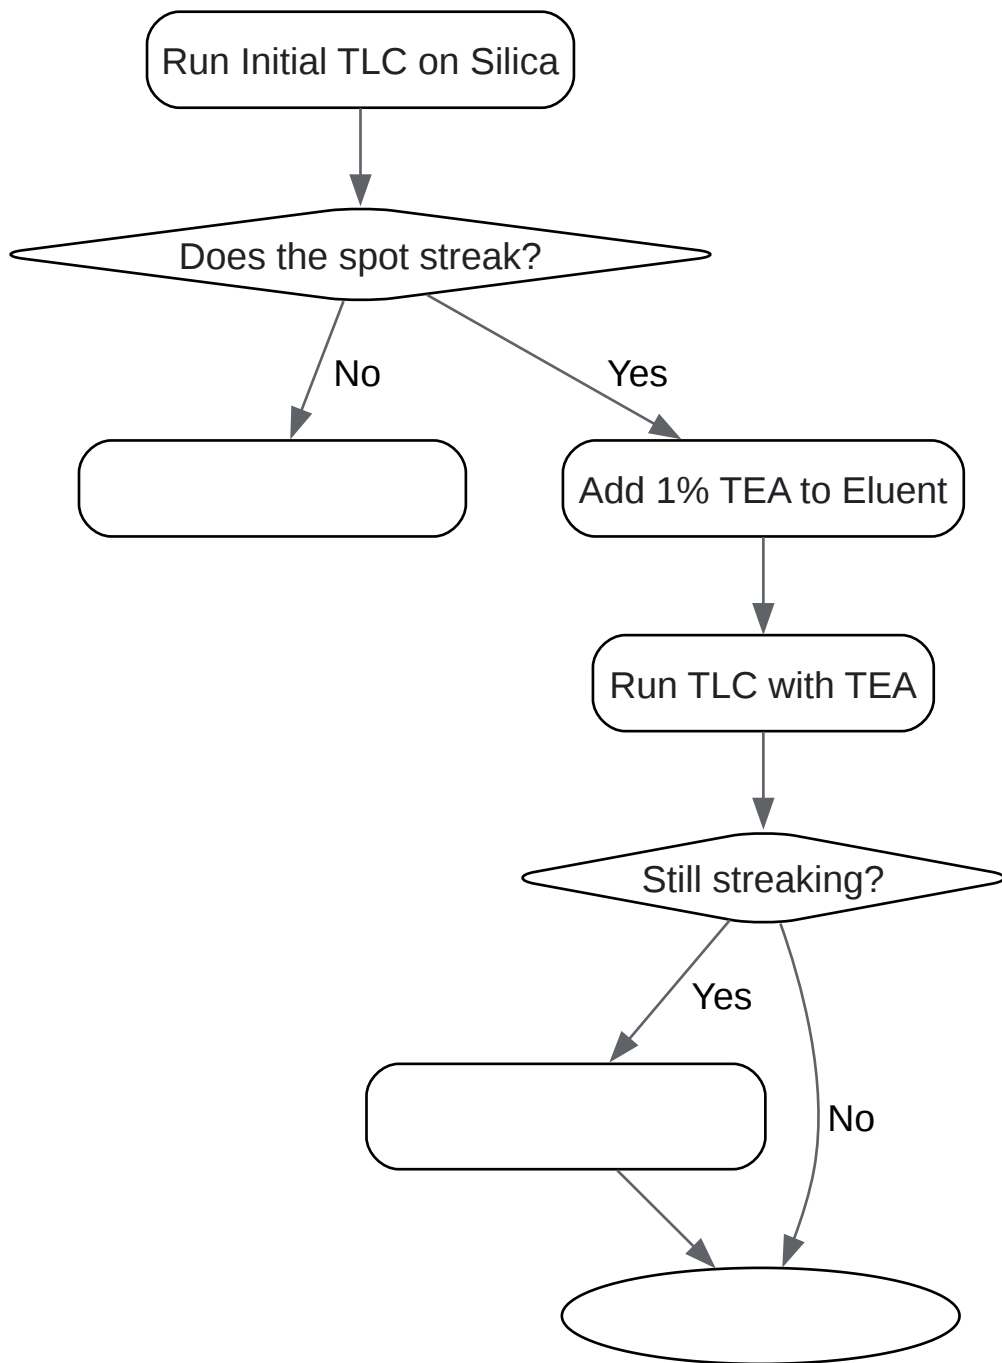 Run Initial TLC on Silica
Does the spot streak?
No
Yes
Add 1% TEA to Eluent
Run TLC with TEA
Still streaking?
Yes
No